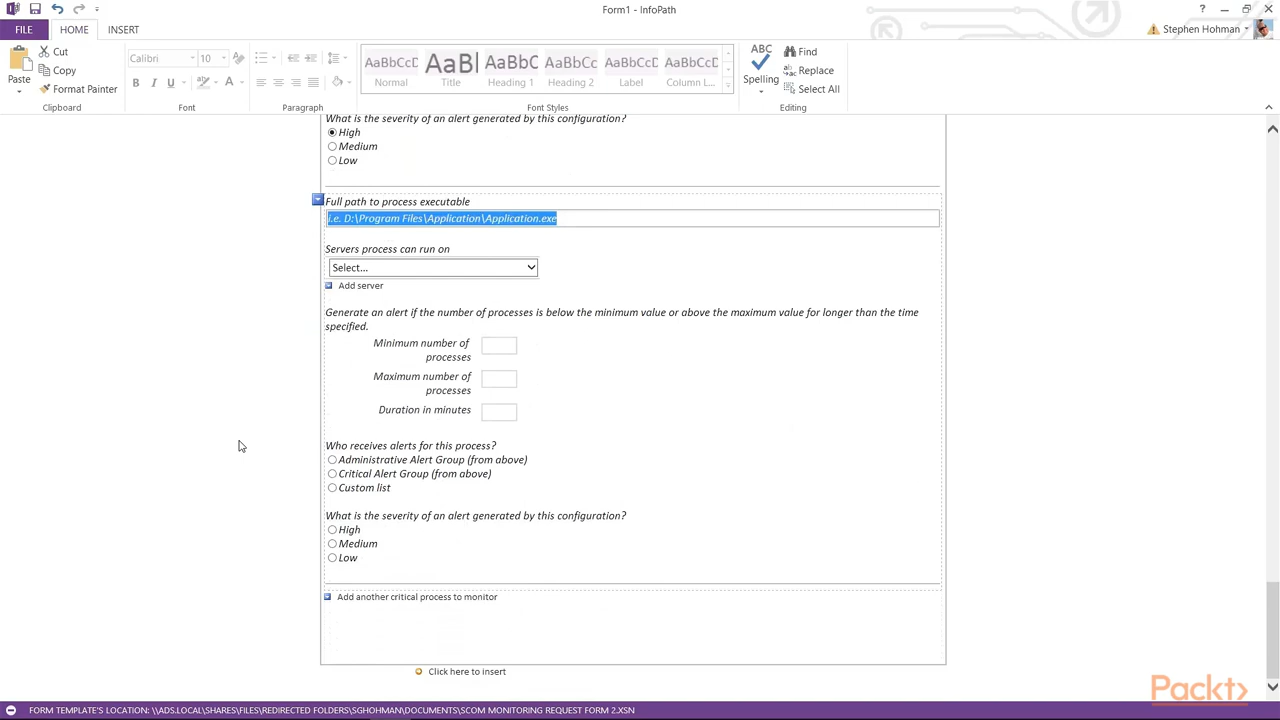 Form1 - InfoPath
FILE HOME INSERT
Stephen Hohman
Paste
Cut
Copy
Format Painter
Clipboard
Calibri 10
B I U
Font
Paragraph
AaBbCcD AaB AaBbC AaBbCc AaBbCcD AaBbCcD
Normal Title Heading 1 Heading 2 Label Column L...
Font Styles
ABC
Spelling
Find
Replace
Select All
Editing
What is the severity of an alert generated by this configuration?
High
Medium
Low
Full path to process executable
i.e. D:\Program Files\Application\Application.exe
Servers process can run on
Select...
Add server
Generate an alert if the number of processes is below the minimum value or above the maximum value for longer than the time
specified.
Minimum number of
processes
Maximum number of
processes
Duration in minutes
Who receives alerts for this process?
Administrative Alert Group (from above)
Critical Alert Group (from above)
Custom list
What is the severity of an alert generated by this configuration?
High
Medium
Low
Add another critical process to monitor
Click here to insert
Packt>
FORM TEMPLATE'S LOCATION: \\ADS.LOCAL\SHARES\FILES\REDIRECTED FOLDERS\SGHOHMAN\DOCUMENTS\SCOM MONITORING REQUEST FORM 2.XSN